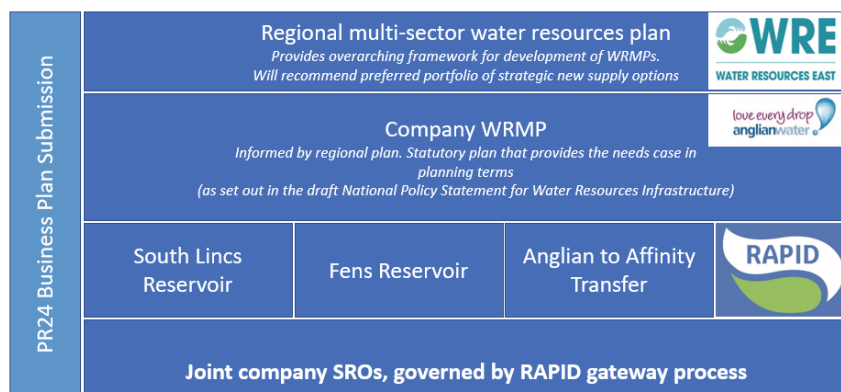 PR24 Business Plan Submission
Regional multi-sector water resources plan
Provides overarching framework for development of WRMPs.
Will recommend preferred portfolio of strategic new supply options
WRE
WATER RESOURCES EAST
Company WRMP
Informed by regional plan. Statutory plan that provides the needs case in
planning terms
(as set out in the draft National Policy Statement for Water Resources Infrastructure)
love every drop
anglianwater
South Lincs
Reservoir
Fens Reservoir
Anglian to Affinity
Transfer
RAPID
Joint company SROs, governed by RAPID gateway process